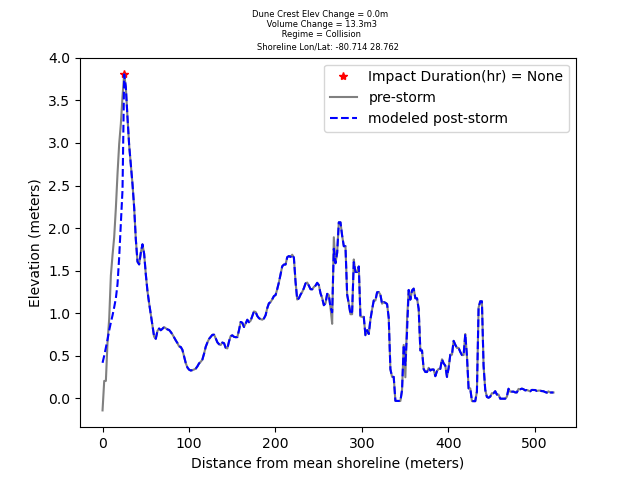 Dune Crest Elev Change = 0.0m
Volume Change = 13.3m3
Regime = Collision
Shoreline Lon/Lat: -80.714 28.762
Impact Duration(hr) = None
pre-storm
modeled post-storm
4.0
3.5
3.0
2.5
2.0
1.5
1.0
0.5
0.0
Elevation (meters)
0 100 200 300 400 500
Distance from mean shoreline (meters)